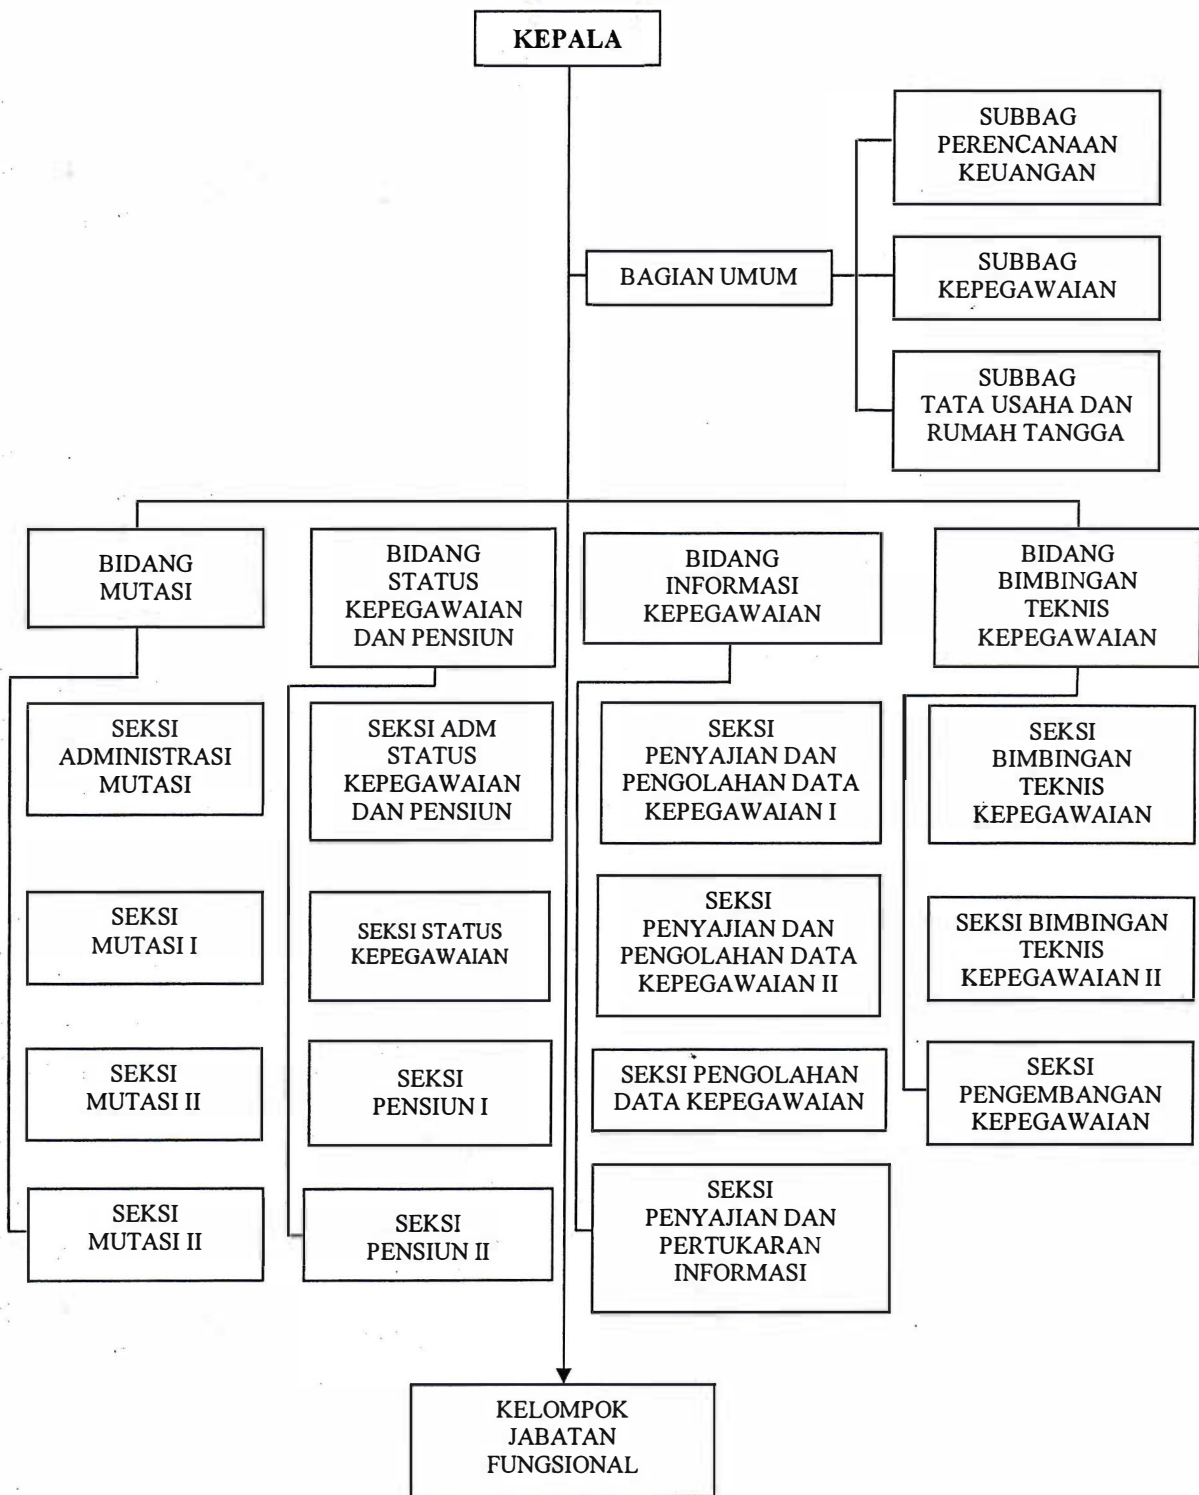 KEPALA
SUBBAG
PERENCANAAN
KEUANGAN
BAGIAN UMUM
SUBBAG
KEPEGAWAIAN
SUBBAG
TATA USAHA DAN
RUMAH TANGGA
BIDANG
MUTASI
BIDANG
STATUS
KEPEGAWAIAN
DAN PENSIUN
BIDANG
INFORMASI
KEPEGAWAIAN
BIDANG
BIMBINGAN
TEKNIS
KEPEGAWAIAN
SEKSI
ADMINISTRASI
MUTASI
SEKSI ADM
STATUS
KEPEGAWAIAN
DAN PENSIUN
SEKSI
PENYAJIAN DAN
PENGOLAHAN DATA
KEPEGAWAIAN I
SEKSI
BIMBINGAN
TEKNIS
KEPEGAWAIAN
SEKSI
MUTASI I
SEKSI STATUS
KEPEGAWAIAN
SEKSI
PENYAJIAN DAN
PENGOLAHAN DATA
KEPEGAWAIAN II
SEKSI BIMBINGAN
TEKNIS
KEPEGAWAIAN II
SEKSI
MUTASI II
SEKSI
PENSIUN I
SEKSI PENGOLAHAN
DATA KEPEGAWAIAN
SEKSI
PENGEMBANGAN
KEPEGAWAIAN
SEKSI
MUTASI II
SEKSI
PENSIUN II
SEKSI
PENYAJIAN DAN
PERTUKARAN
INFORMASI
KELOMPOK
JABATAN
FUNGSIONAL